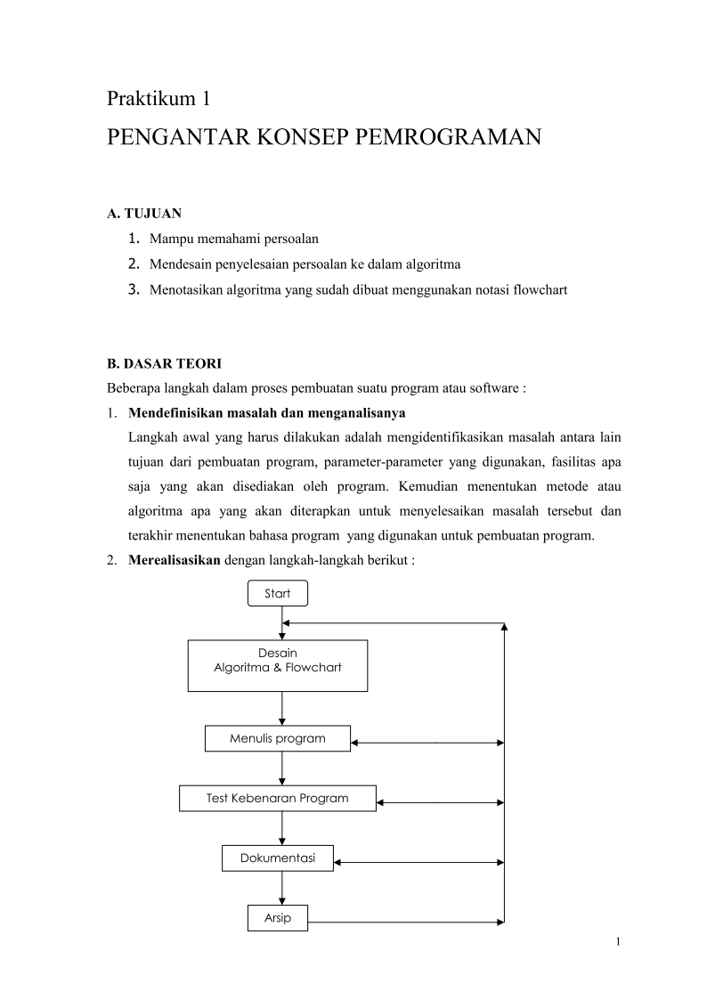 Praktikum 1
PENGANTAR KONSEP PEMROGRAMAN
A. TUJUAN
1. Mampu memahami persoalan
2. Mendesain penyelesaian persoalan ke dalam algoritma
3. Menotasikan algoritma yang sudah dibuat menggunakan notasi flowchart
B. DASAR TEORI
Beberapa langkah dalam proses pembuatan suatu program atau software :
1. Mendefinisikan masalah dan menganalisanya
Langkah awal yang harus dilakukan adalah mengidentifikasikan masalah antara lain
tujuan dari pembuatan program, parameter-parameter yang digunakan, fasilitas apa
saja yang akan disediakan oleh program. Kemudian menentukan metode atau
algoritma apa yang akan diterapkan untuk menyelesaikan masalah tersebut dan
terakhir menentukan bahasa program yang digunakan untuk pembuatan program.
2. Merealisasikan dengan langkah-langkah berikut :
Start
Desain
Algoritma & Flowchart
Menulis program
Test Kebenaran Program
Dokumentasi
Arsip
1